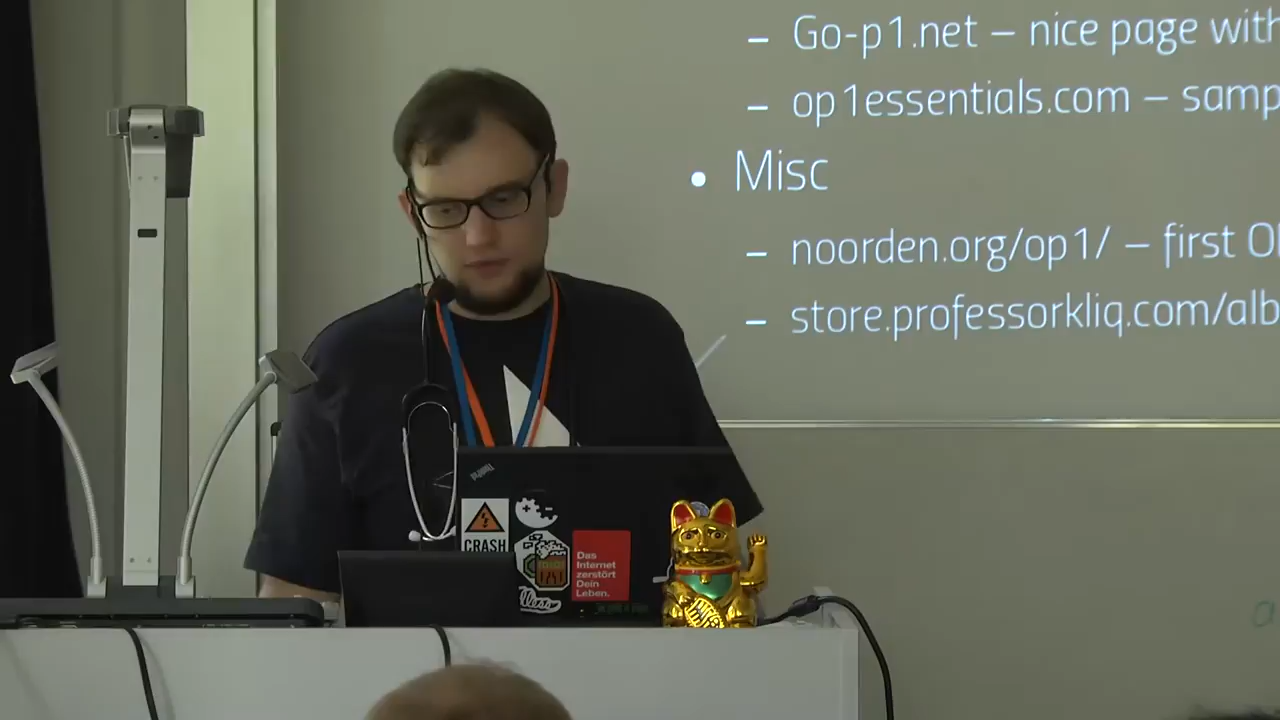 – Go-p1.net – nice page with
– op1essentials.com – samp
• Misc
– noorden.org/op1/ – first O
– store.professorkliq.com/alb
ThinkPad
CRASH
Das
Internet
zerstört
Dein
Leben.